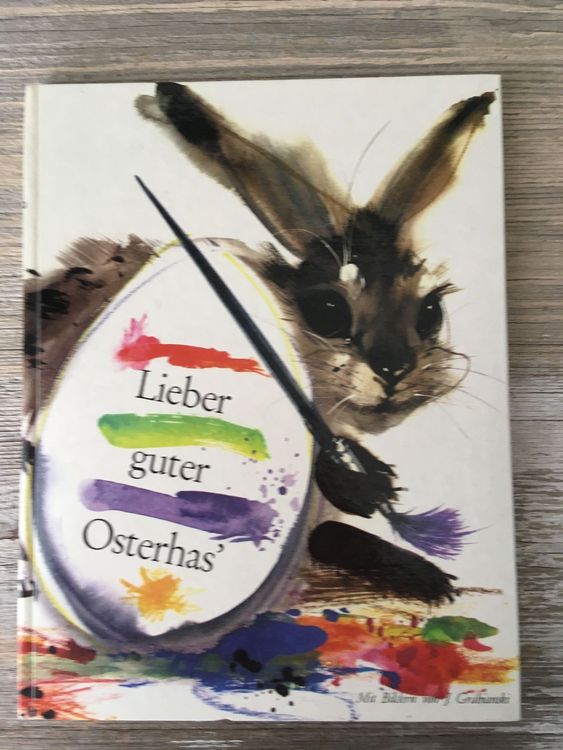 Lieber
guter
Osterhas'
Mit Bildern von J. Grabianski